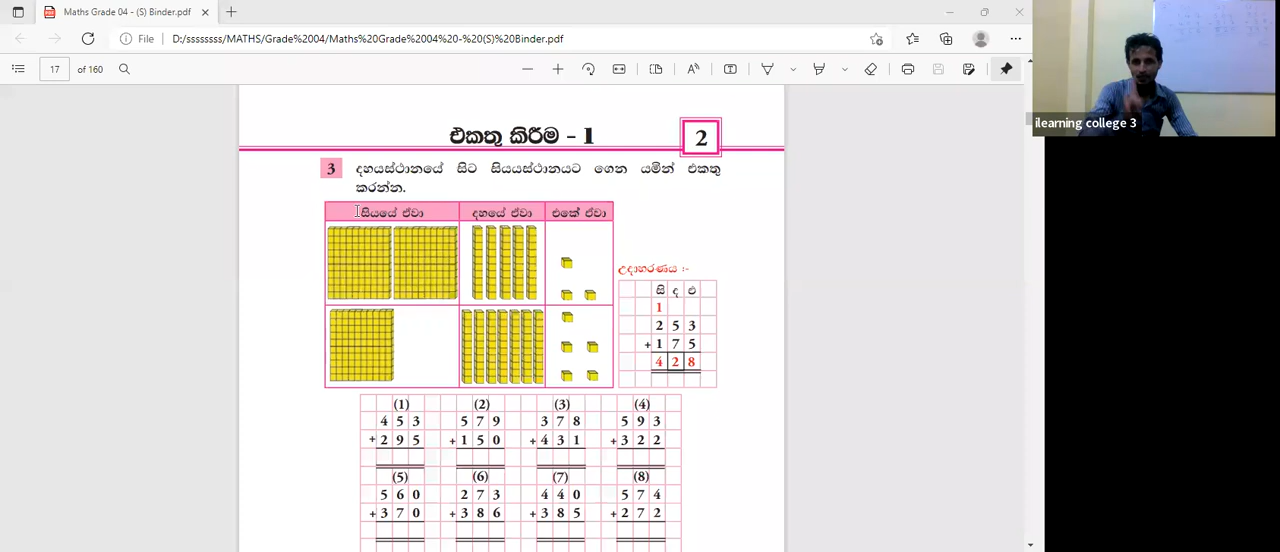 Maths Grade 04 - (S) Binder.pdf
File D:/ssssssss/MATHS/Grade%2004/Maths%20Grade%2004%20-%20(S)%20Binder.pdf
17 of 160
ilearning college 3
එකතු කිරීම - 1 2
3 දහයස්ථානයේ සිට සියයස්ථානයට ගෙන යමින් එකතු
කරන්න.
සියයේ ඒවා දහයේ ඒවා එකේ ඒවා
උදාහරණය :-
සි ද එ
1
2 5 3
+ 1 7 5
4 2 8
(1) (2) (3) (4)
4 5 3 5 7 9 3 7 8 5 9 3
+ 2 9 5 + 1 5 0 + 4 3 1 + 3 2 2
(5) (6) (7) (8)
5 6 0 2 7 3 4 4 0 5 7 4
+ 3 7 0 + 3 8 6 + 3 8 5 + 2 7 2